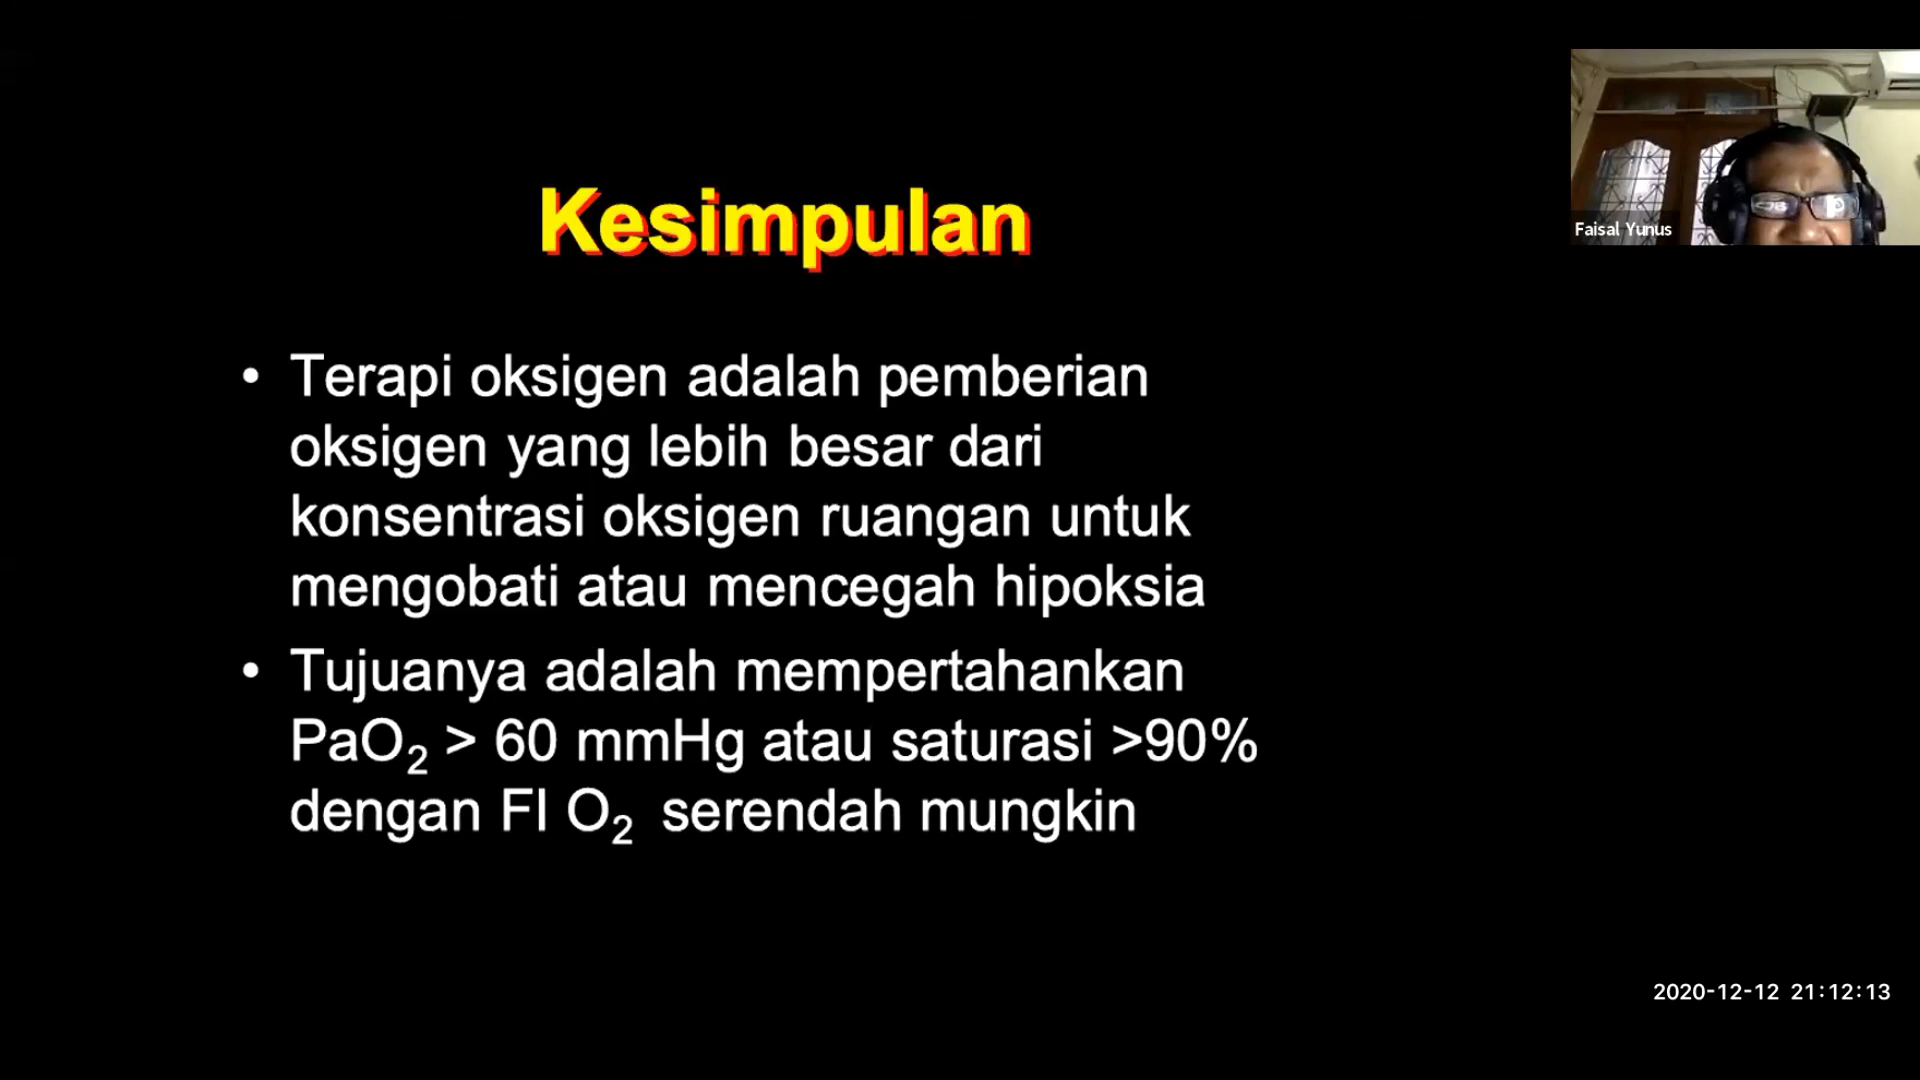 Kesimpulan
• Terapi oksigen adalah pemberian
oksigen yang lebih besar dari
konsentrasi oksigen ruangan untuk
mengobati atau mencegah hipoksia
• Tujuanya adalah mempertahankan
PaO₂ > 60 mmHg atau saturasi >90%
dengan FI O₂ serendah mungkin
Faisal Yunus
2020-12-12 21:12:13